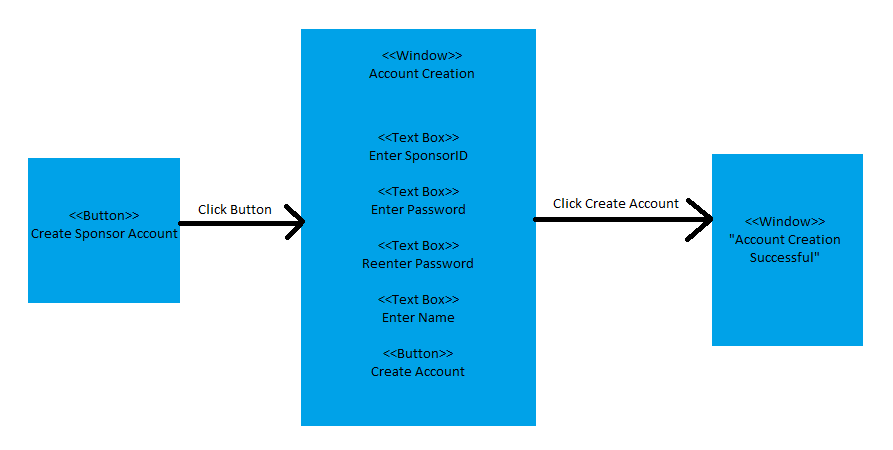 <<Button>>
Create Sponsor Account
Click Button
<<Window>>
Account Creation
<<Text Box>>
Enter SponsorID
<<Text Box>>
Enter Password
<<Text Box>>
Reenter Password
<<Text Box>>
Enter Name
<<Button>>
Create Account
Click Create Account
<<Window>>
"Account Creation
Successful"